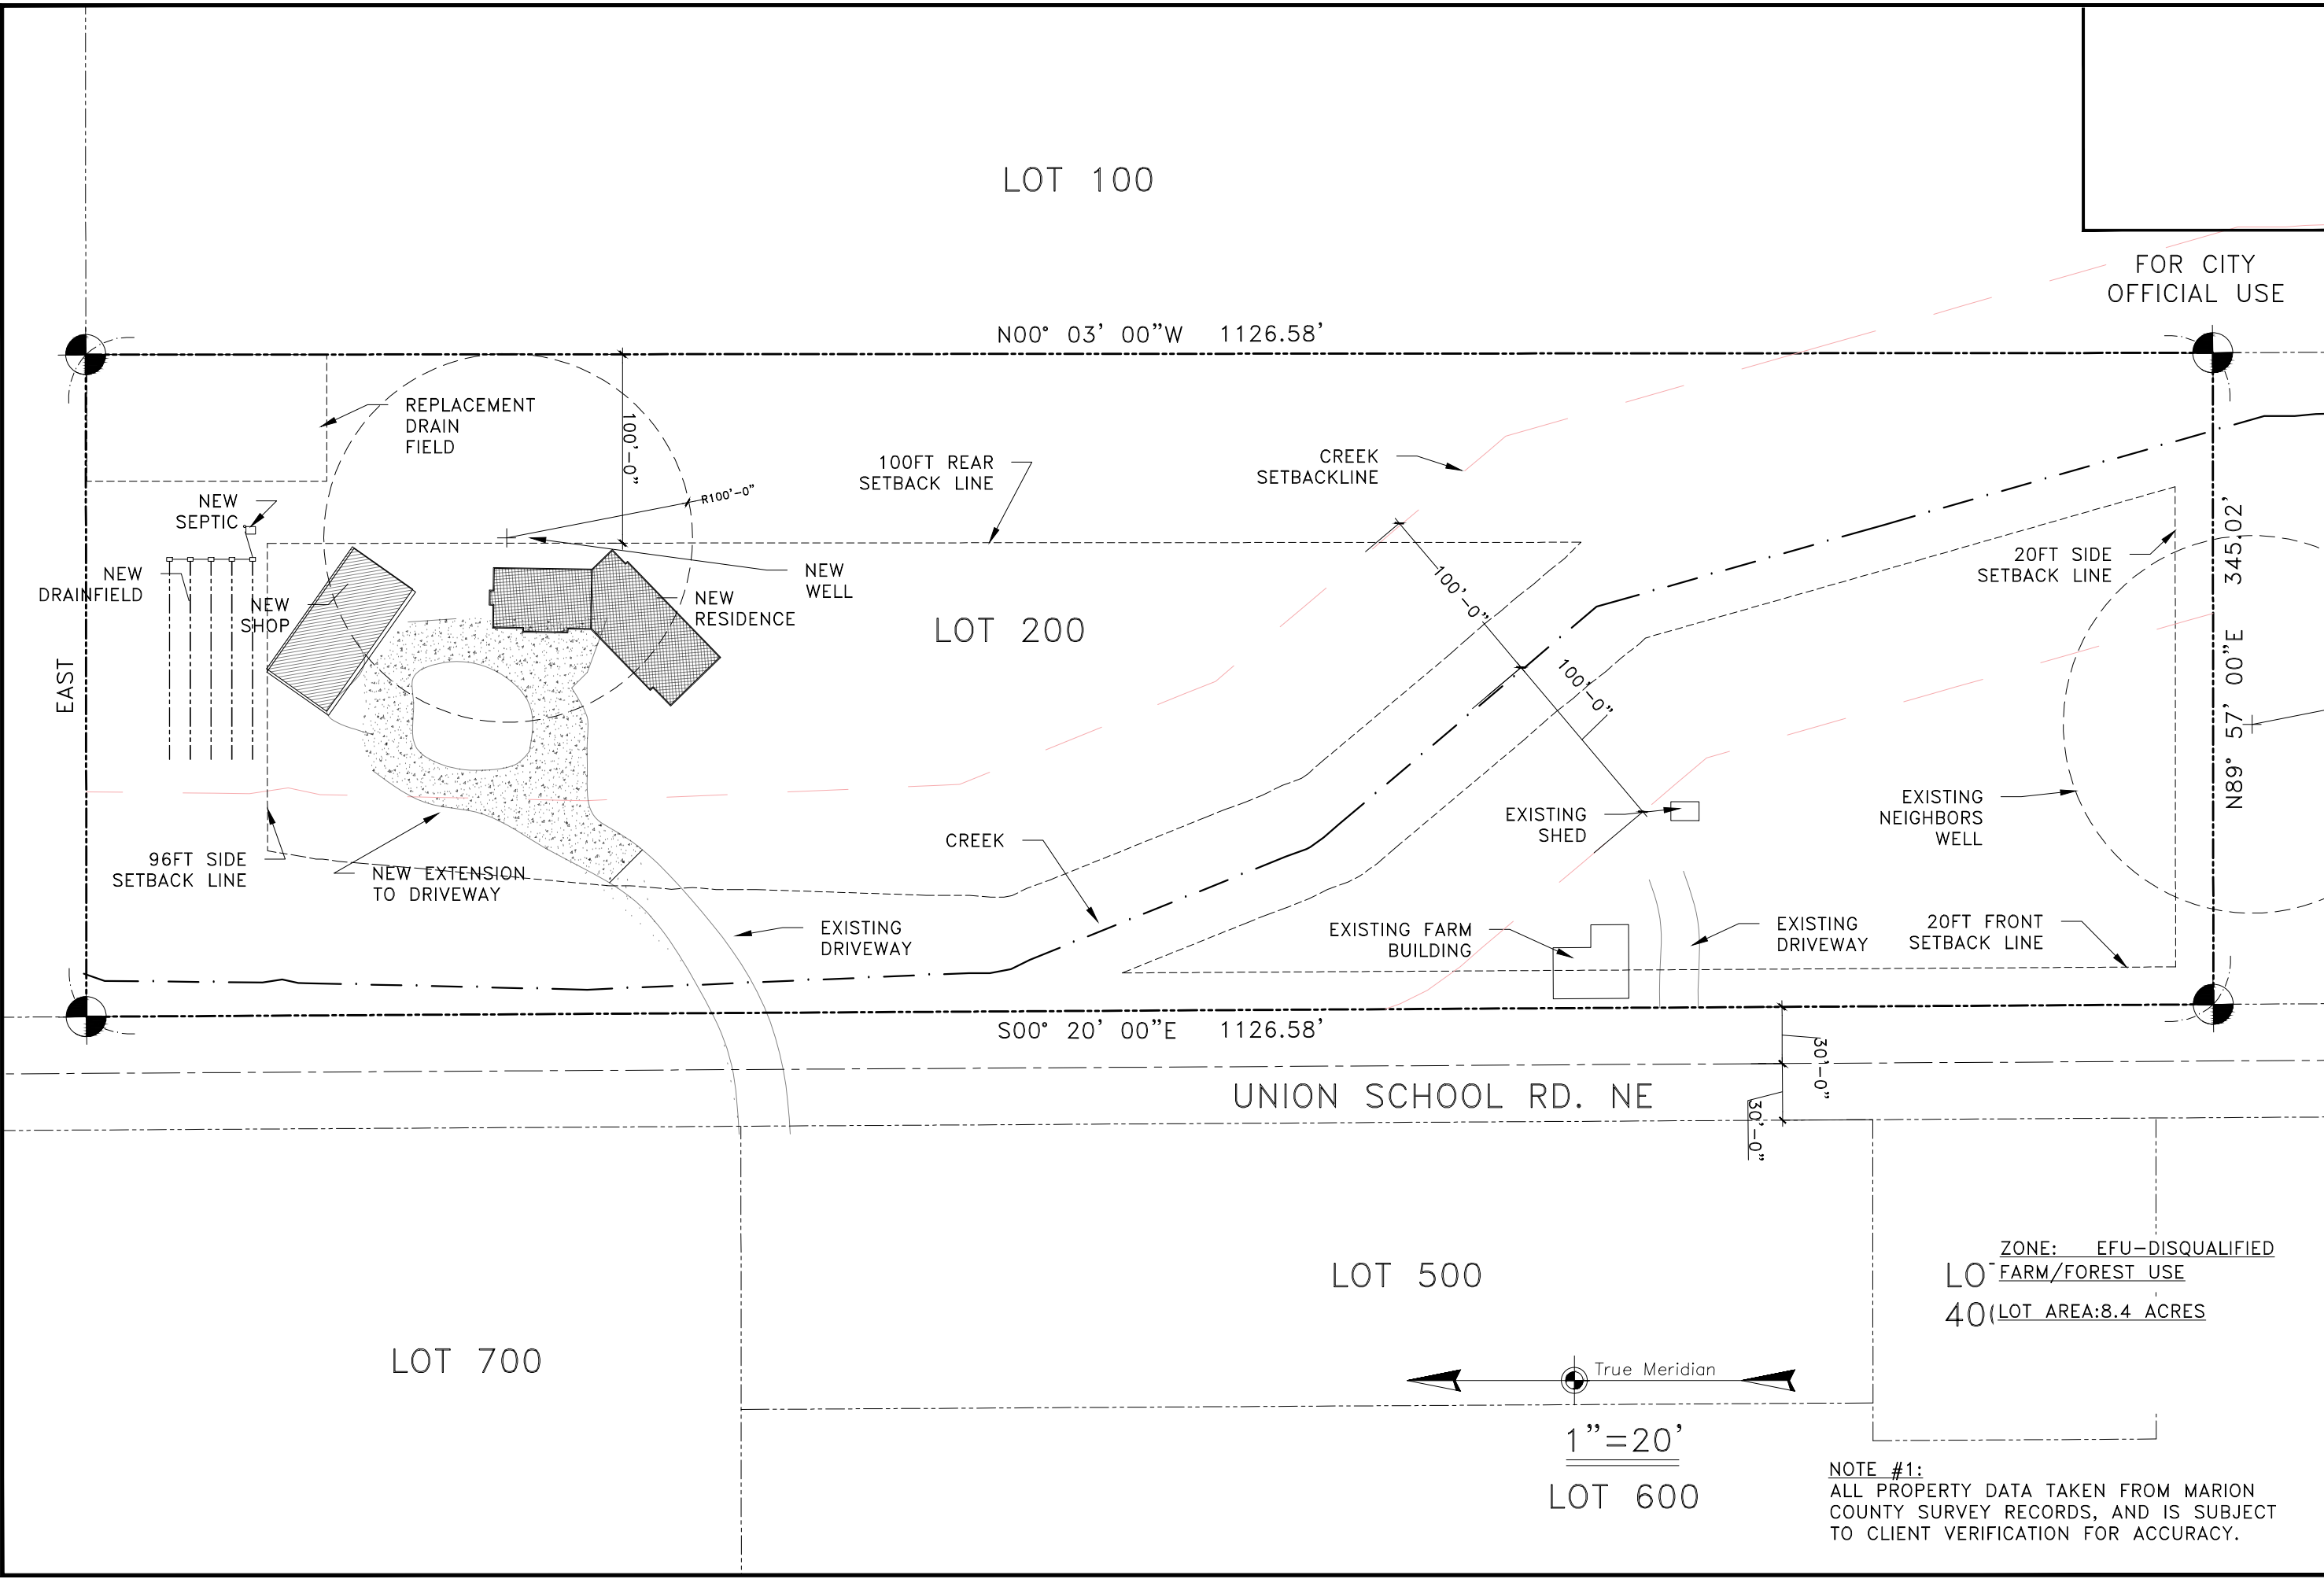 LOT 100
FOR CITY
OFFICIAL USE
N00° 03' 00"W 1126.58'
REPLACEMENT
DRAIN
FIELD
100'-0"
R100'-0"
100FT REAR
SETBACK LINE
CREEK
SETBACKLINE
NEW
SEPTIC
NEW
DRAINFIELD
NEW
SHOP
NEW
WELL
NEW
RESIDENCE
LOT 200
100'-0"
100'-0"
20FT SIDE
SETBACK LINE
N89° 57' 00"E 345.02'
EAST
96FT SIDE
SETBACK LINE
NEW EXTENSION
TO DRIVEWAY
CREEK
EXISTING
SHED
EXISTING
NEIGHBORS
WELL
EXISTING
DRIVEWAY
EXISTING FARM
BUILDING
EXISTING
DRIVEWAY
20FT FRONT
SETBACK LINE
S00° 20' 00"E 1126.58'
30'-0"
30'-0"
UNION SCHOOL RD. NE
LOT 500
ZONE: EFU-DISQUALIFIED
FARM/FOREST USE
LOT AREA:8.4 ACRES
LOT 700
True Meridian
1"=20'
LOT 600
NOTE #1:
ALL PROPERTY DATA TAKEN FROM MARION
COUNTY SURVEY RECORDS, AND IS SUBJECT
TO CLIENT VERIFICATION FOR ACCURACY.